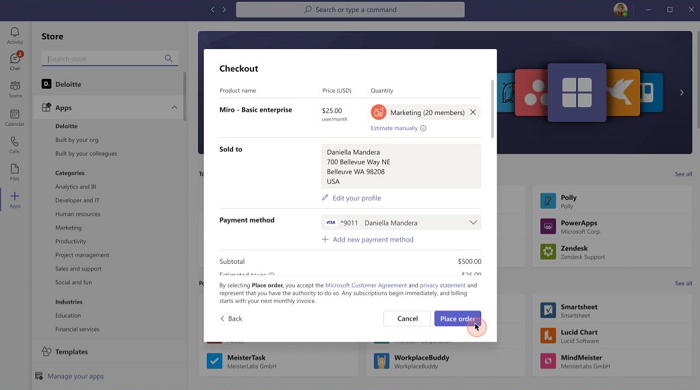 Search or type a command
Activity
Chat
Teams
Calendar
Calls
Files
Apps
Store
Search store
D.
Deloitte
Apps
Deloitte
Built by your org
Built by your colleagues
Categories
Analytics and BI
Developer and IT
Human resources
Marketing
Productivity
Project management
Sales and support
Social and fun
Industries
Education
Financial services
Templates
Manage your apps
Checkout
Product name
Price (USD)
Quantity
Miro - Basic enterprise
$25.00
user/month
Marketing (20 members)
Estimate manually
Sold to
Daniella Mandera
700 Bellevue Way NE
Belleuve WA 98208
USA
Edit your profile
Payment method
VISA *9011 Daniella Mandera
Add new payment method
Subtotal
$500.00
Estimated taxes
$25.00
By selecting Place order, you accept the Microsoft Customer Agreement and privacy statement and
represent that you have the authority to do so. Any subscriptions begin immediately, and billing
starts with your next monthly invoice.
Back
Cancel
Place order
Polly
Polly
PowerApps
Microsoft Corp.
Zendesk
Zendesk Support
Smartsheet
Smartsheet
Lucid Chart
Lucid Software
MeisterTask
MeisterLabs GmbH
WorkplaceBuddy
WorkplaceBuddy
MindMeister
MeisterLabs GmbH